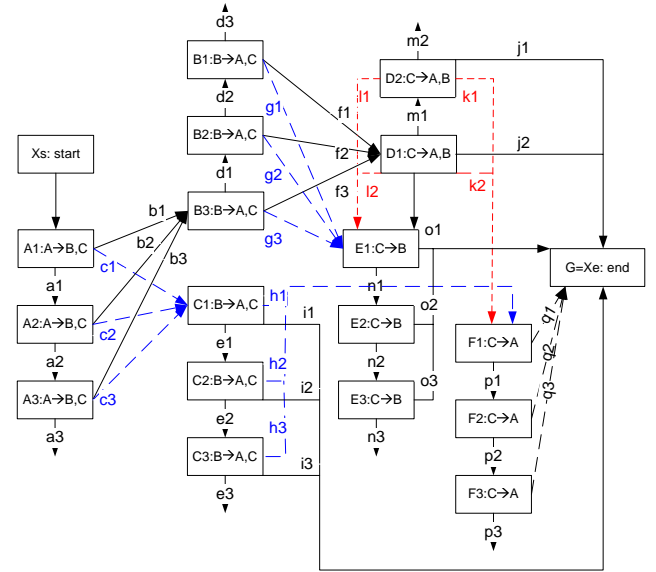 d3
m2
j1
B1:B→A,C
D2:C→A,B
l1
k1
d2
g1
f1
m1
B2:B→A,C
Xs: start
f2
D1:C→A,B
j2
d1
g2
l2
k2
f3
B3:B→A,C
b1
b2
b3
g3
o1
A1:A→B,C
c1
E1:C→B
G=Xe: end
a1
h1
n1
C1:B→A,C
i1
o2
A2:A→B,C
c2
E2:C→B
q1
F1:C→A
e1
a2
h2
n2
q2
p1
C2:B→A,C
i2
o3
q3
A3:A→B,C
c3
E3:C→B
F2:C→A
a3
e2
h3
n3
p2
C3:B→A,C
i3
F3:C→A
e3
p3